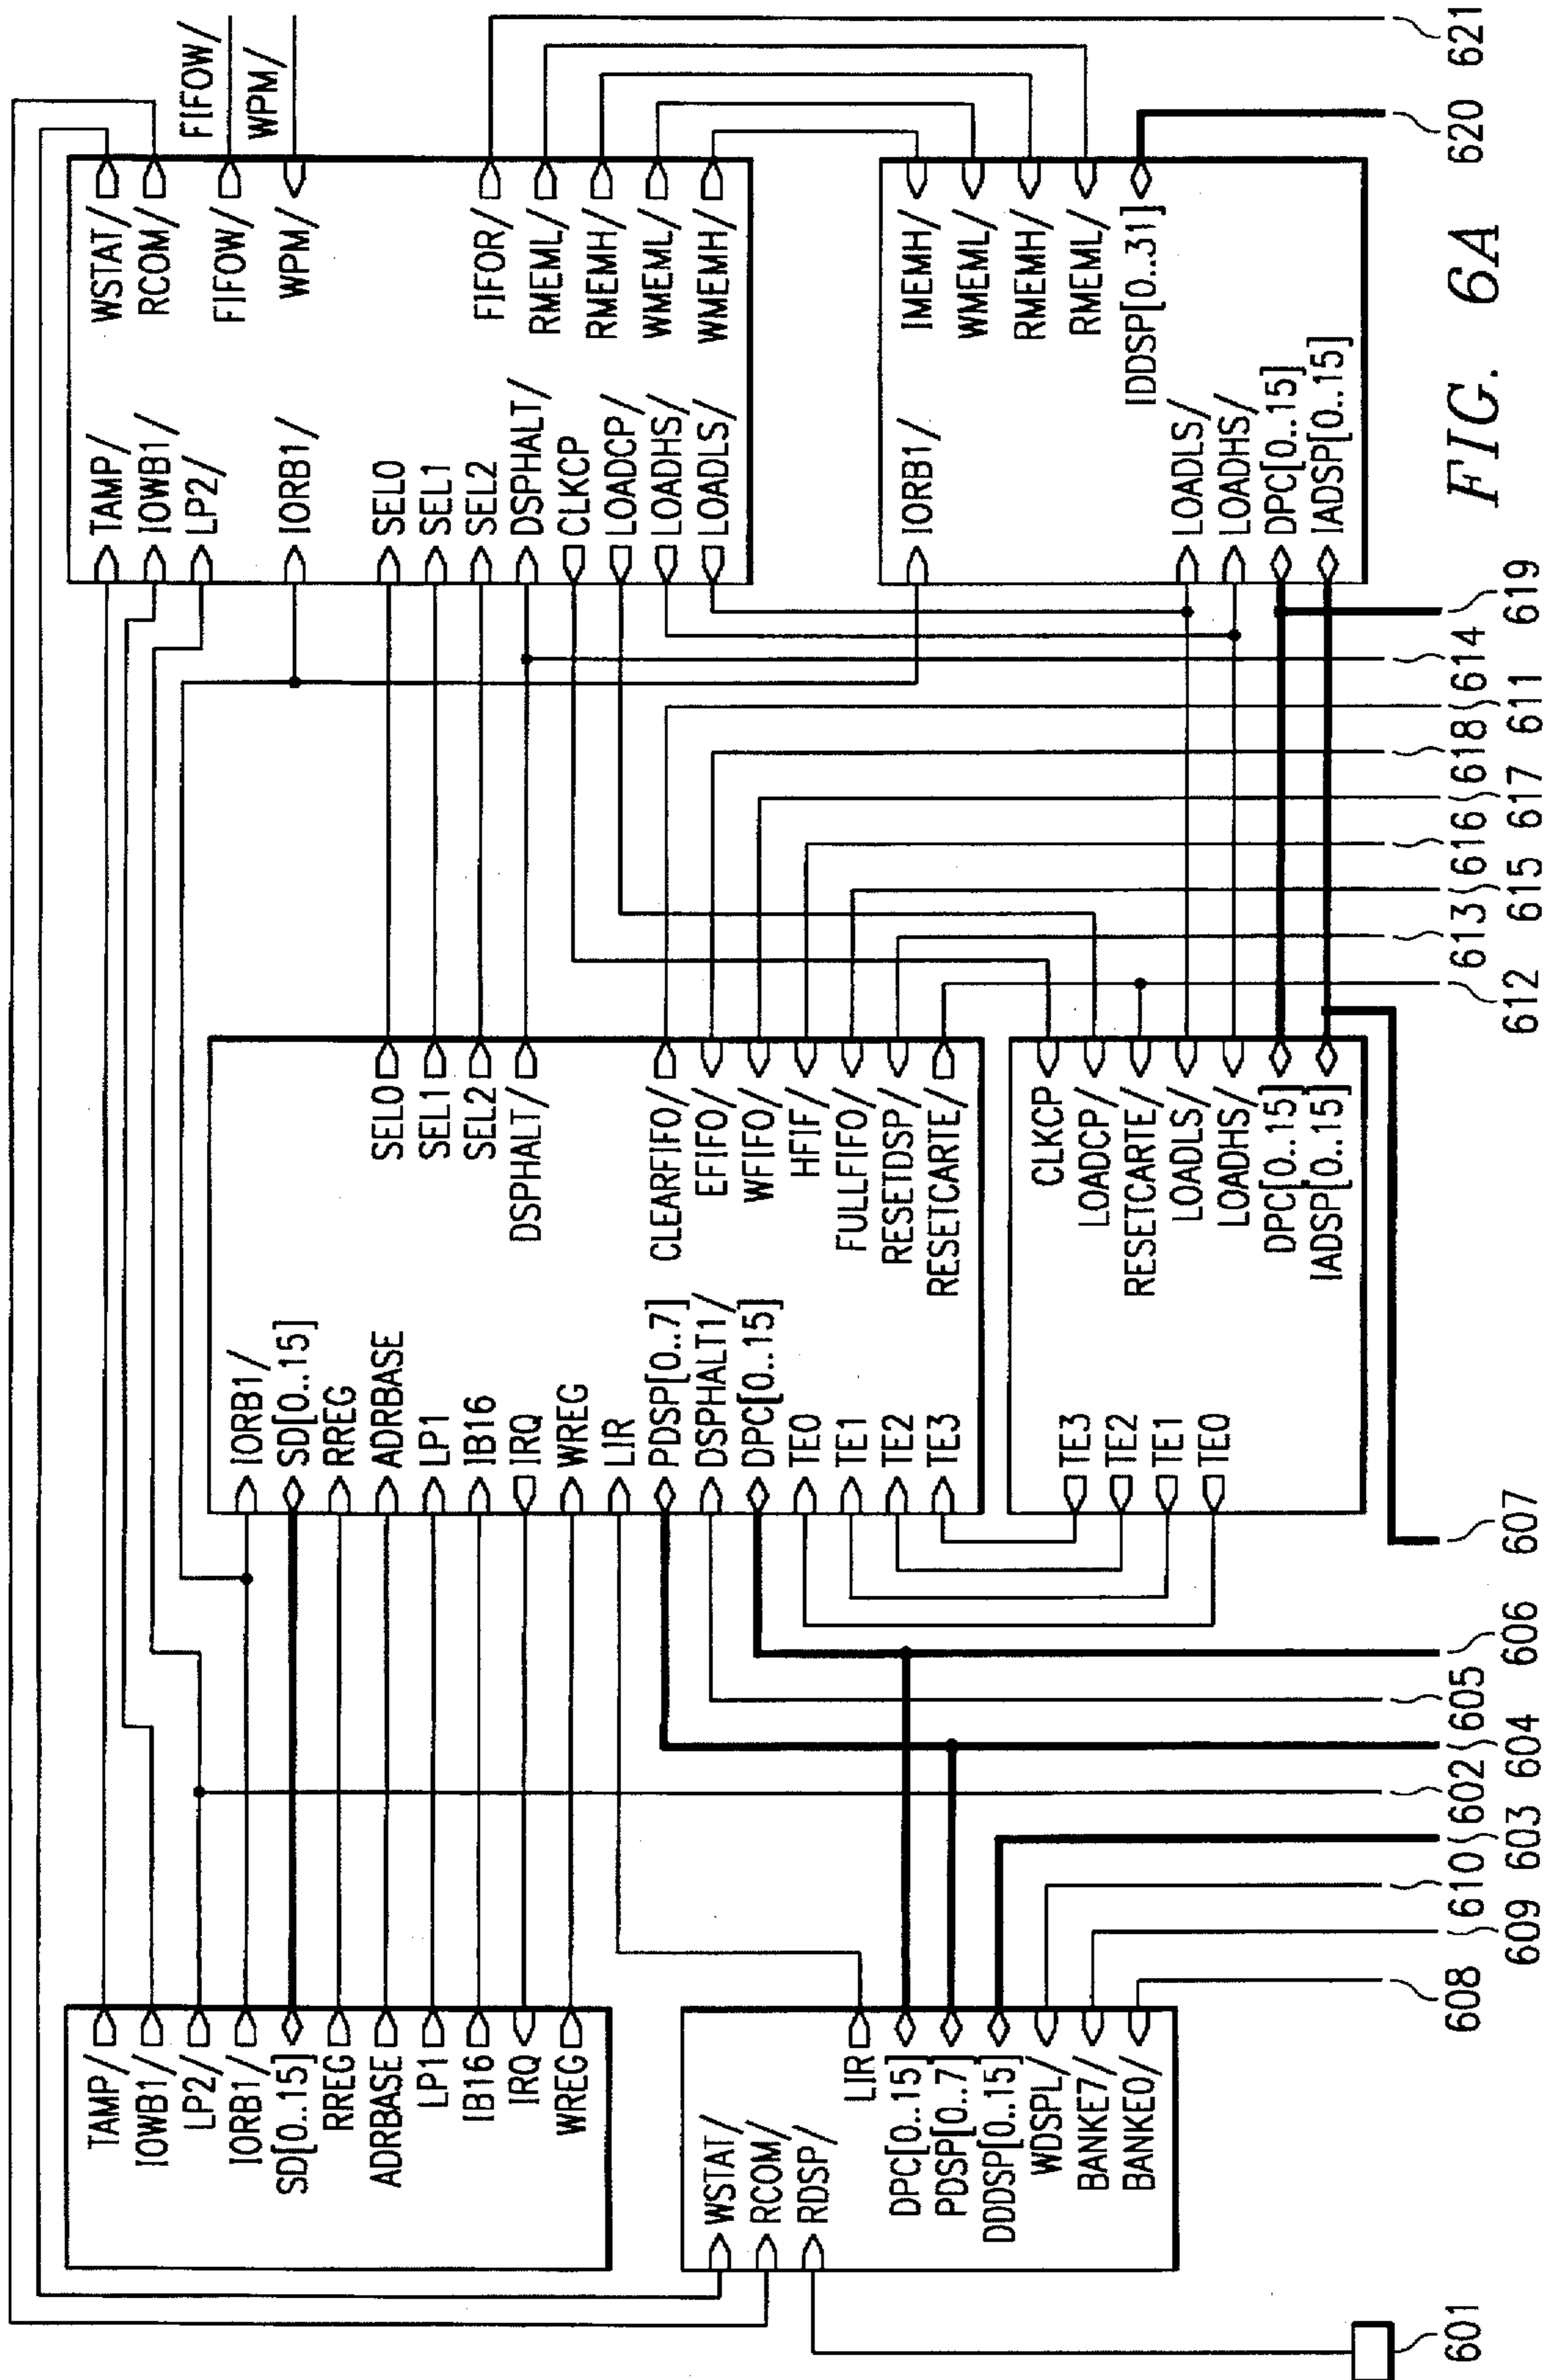 TAMP/
IOWB1/
LP2/
IORB1/
SD[0..15]
RREG
ADRBASE
LP1
IB16
IRQ
WREG
WSTAT/
RCOM/
RDSP/
LIR
DPC[0..15]
PDSP[0..7]
DDDSP[0..15]
WDSPL/
BANKE7/
BANKE0/
IORB1/
SD[0..15]
RREG
ADRBASE
LP1
IB16
IRQ
WREG
LIR
PDSP[0..7]
DSPHALT1/
DPC[0..15]
TE0
TE1
TE2
TE3
SEL0
SEL1
SEL2
DSPHALT/
CLEARFIFO/
EFIFO/
WFIFO/
HFIF/
FULLFIFO/
RESETDSP/
RESETCARTE/
TE3
TE2
TE1
TE0
CLKCP
LOADCP/
RESETCARTE/
LOADLS/
LOADHS/
DPC[0..15]
IADSP[0..15]
TAMP/
IOWB1/
LP2/
IORB1/
SEL0
SEL1
SEL2
DSPHALT/
CLKCP
LOADCP/
LOADHS/
LOADLS/
WSTAT/
RCOM/
FIFOW/
WPM/
FIFOR/
RMEML/
RMEMH/
WMEML/
WMEMH/
FIFOW/
WPM/
IORB1/
LOADLS/
LOADHS/
DPC[0..15]
IADSP[0..15]
IMEMH/
WMEML/
RMEMH/
RMEML/
IDDSP[0..31]
601
608
609
610
603
602
604
605
606
607
612
613
615
616
617
618
611
614
619
620
621
FIG. 6A